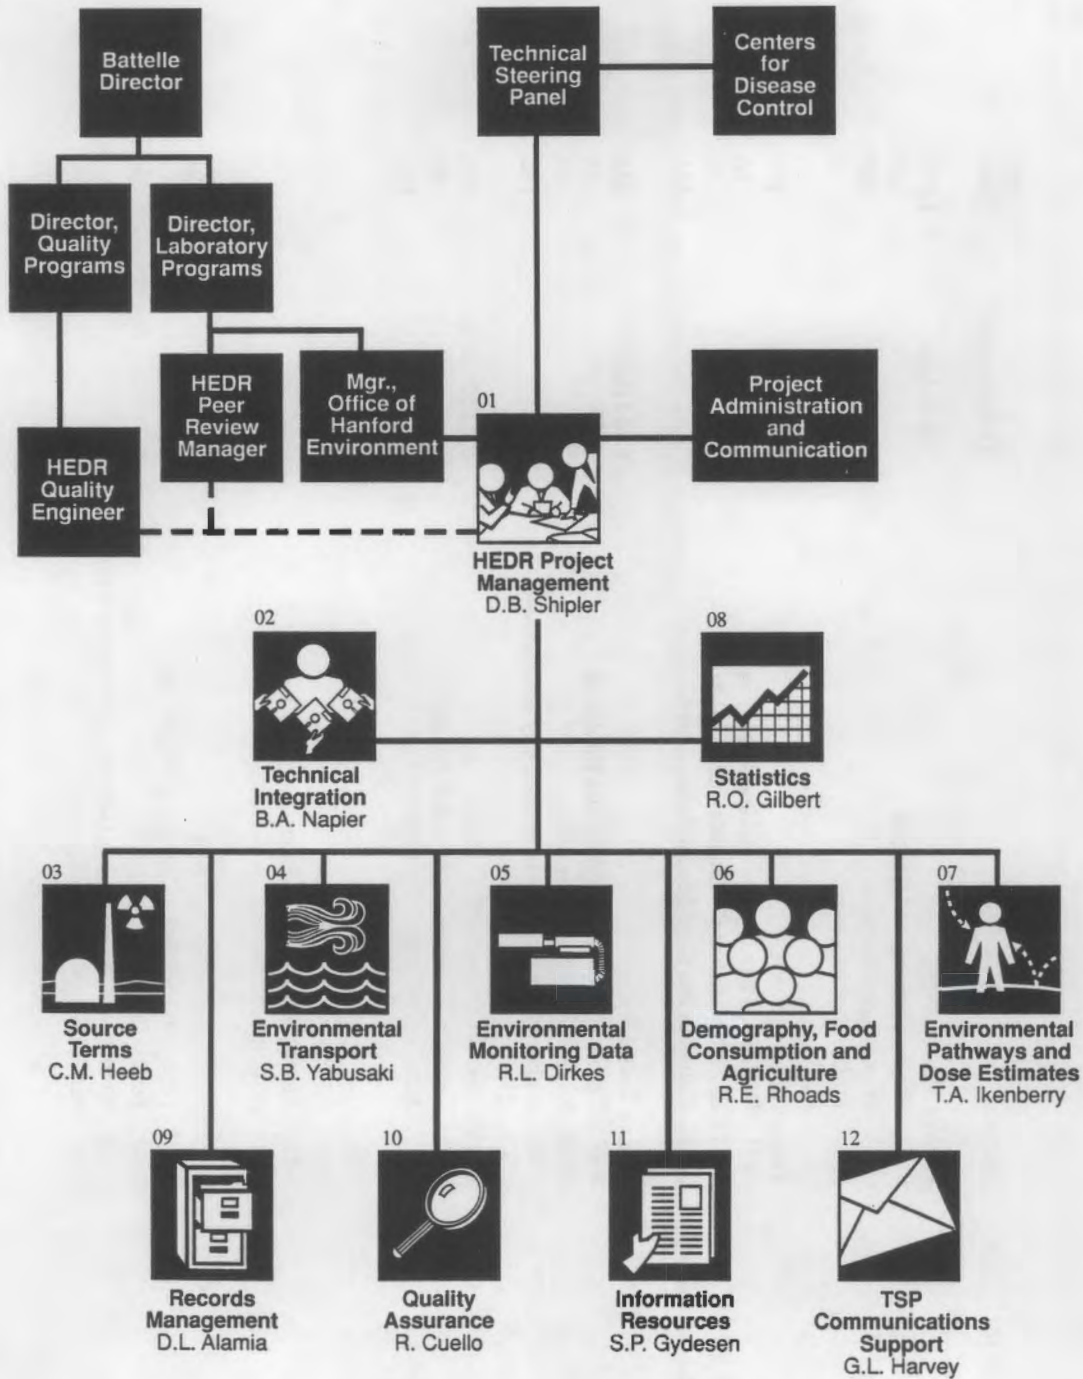 Battelle
Director
Technical
Steering
Panel
Centers
for
Disease
Control
Director,
Quality
Programs
Director,
Laboratory
Programs
HEDR
Peer
Review
Manager
Mgr.,
Office of
Hanford
Environment
Project
Administration
and
Communication
HEDR
Quality
Engineer
01
HEDR Project
Management
D.B. Shipler
02
Technical
Integration
B.A. Napier
08
Statistics
R.O. Gilbert
03
Source
Terms
C.M. Heeb
04
Environmental
Transport
S.B. Yabusaki
05
Environmental
Monitoring Data
R.L. Dirkes
06
Demography, Food
Consumption and
Agriculture
R.E. Rhoads
07
Environmental
Pathways and
Dose Estimates
T.A. Ikenberry
09
Records
Management
D.L. Alamia
10
Quality
Assurance
R. Cuello
11
Information
Resources
S.P. Gydesen
12
TSP
Communications
Support
G.L. Harvey